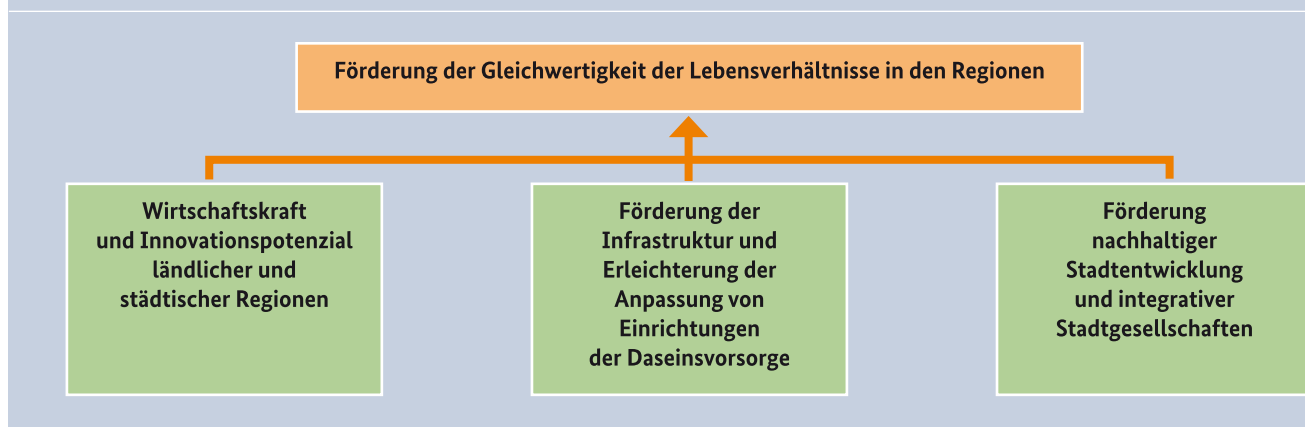 Förderung der Gleichwertigkeit der Lebensverhältnisse in den Regionen
Wirtschaftskraft
und Innovationspotenzial
ländlicher und
städtischer Regionen
Förderung der
Infrastruktur und
Erleichterung der
Anpassung von
Einrichtungen
der Daseinsvorsorge
Förderung
nachhaltiger
Stadtentwicklung
und integrativer
Stadtgesellschaften